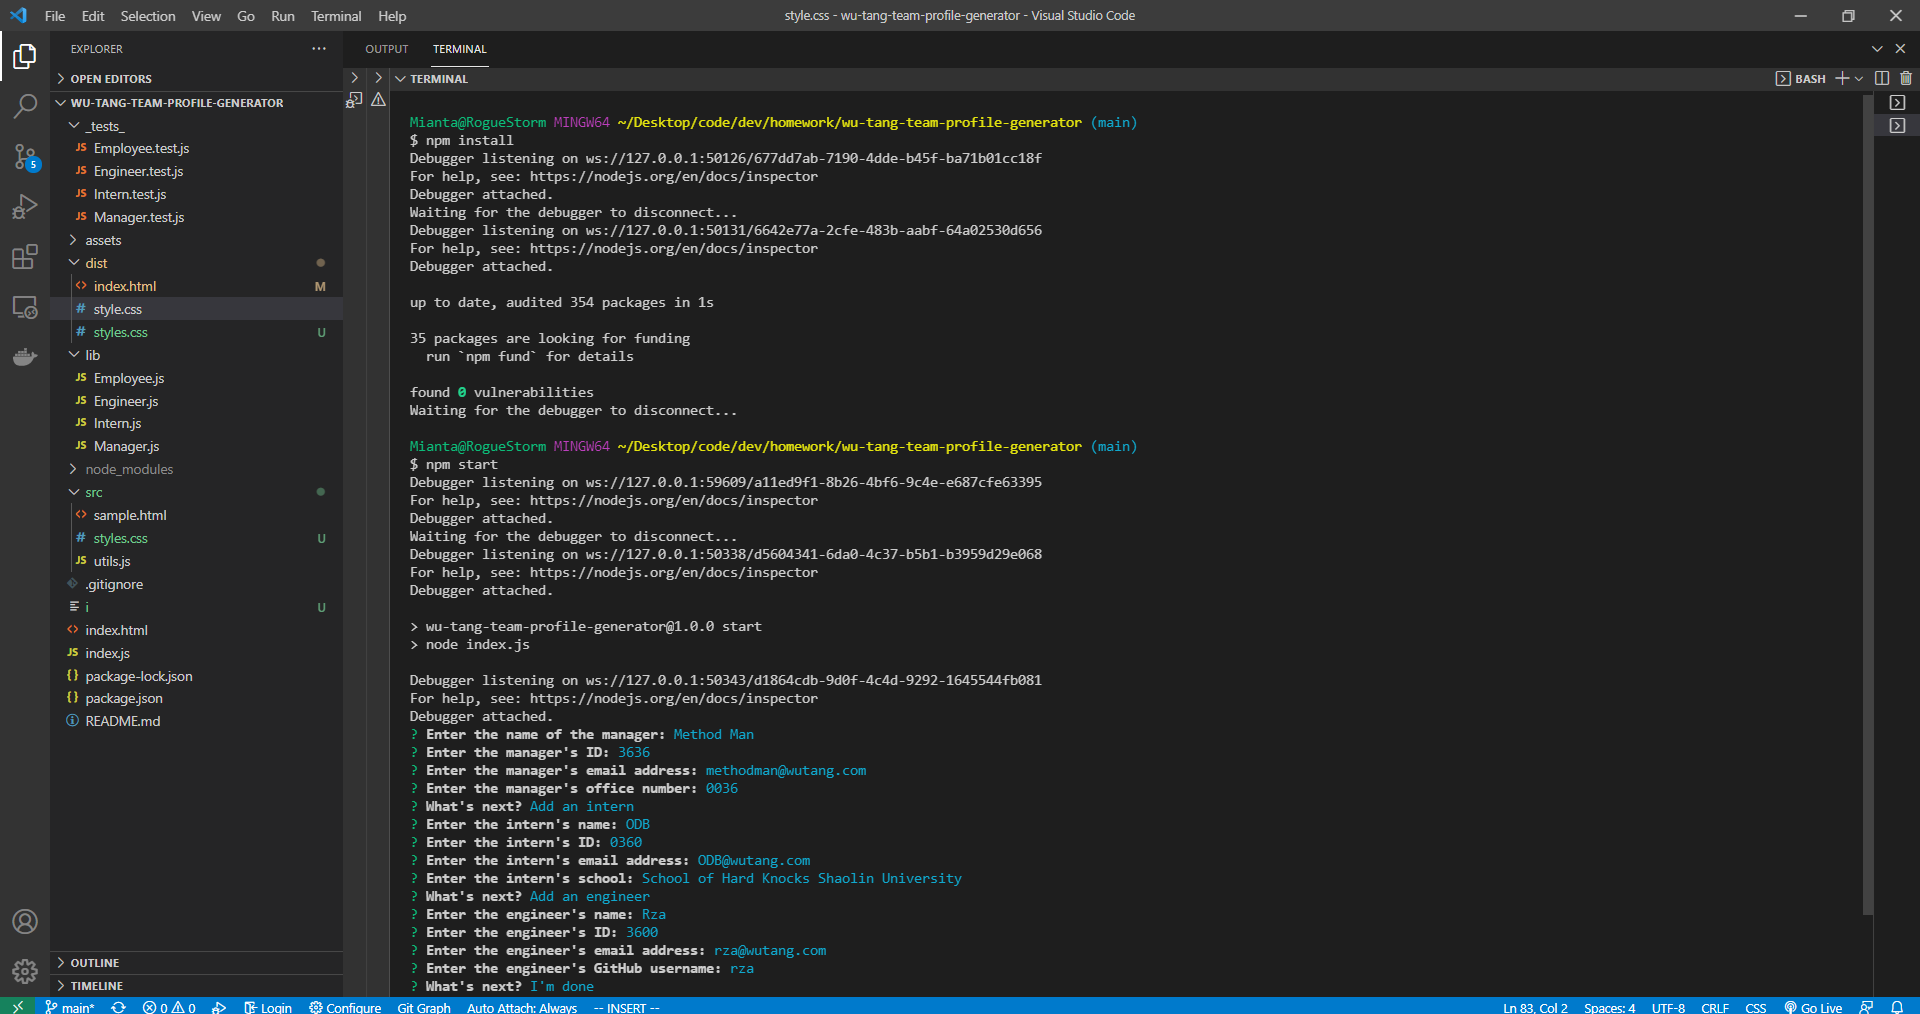 File Edit Selection View Go Run Terminal Help
style.css - wu-tang-team-profile-generator - Visual Studio Code
EXPLORER
OPEN EDITORS
WU-TANG-TEAM-PROFILE-GENERATOR
_tests_
JS Employee.test.js
JS Engineer.test.js
JS Intern.test.js
JS Manager.test.js
assets
dist
<> index.html M
# style.css
# styles.css U
lib
JS Employee.js
JS Engineer.js
JS Intern.js
JS Manager.js
node_modules
src
<> sample.html
# styles.css U
JS utils.js
.gitignore
i U
<> index.html
JS index.js
{} package-lock.json
{} package.json
README.md
OUTLINE
TIMELINE
5
OUTPUT TERMINAL
TERMINAL
BASH
Mianta@RogueStorm MINGW64 ~/Desktop/code/dev/homework/wu-tang-team-profile-generator (main)
$ npm install
Debugger listening on ws://127.0.0.1:50126/677dd7ab-7190-4dde-b45f-ba71b01cc18f
For help, see: https://nodejs.org/en/docs/inspector
Debugger attached.
Waiting for the debugger to disconnect...
Debugger listening on ws://127.0.0.1:50131/6642e77a-2cfe-483b-aabf-64a02530d656
For help, see: https://nodejs.org/en/docs/inspector
Debugger attached.
up to date, audited 354 packages in 1s
35 packages are looking for funding
run `npm fund` for details
found 0 vulnerabilities
Waiting for the debugger to disconnect...
Mianta@RogueStorm MINGW64 ~/Desktop/code/dev/homework/wu-tang-team-profile-generator (main)
$ npm start
Debugger listening on ws://127.0.0.1:59609/a11ed9f1-8b26-4bf6-9c4e-e687cfe63395
For help, see: https://nodejs.org/en/docs/inspector
Debugger attached.
Waiting for the debugger to disconnect...
Debugger listening on ws://127.0.0.1:50338/d5604341-6da0-4c37-b5b1-b3959d29e068
For help, see: https://nodejs.org/en/docs/inspector
Debugger attached.
> wu-tang-team-profile-generator@1.0.0 start
> node index.js
Debugger listening on ws://127.0.0.1:50343/d1864cdb-9d0f-4c4d-9292-1645544fb081
For help, see: https://nodejs.org/en/docs/inspector
Debugger attached.
? Enter the name of the manager: Method Man
? Enter the manager's ID: 3636
? Enter the manager's email address: methodman@wutang.com
? Enter the manager's office number: 0036
? What's next? Add an intern
? Enter the intern's name: ODB
? Enter the intern's ID: 0360
? Enter the intern's email address: ODB@wutang.com
? Enter the intern's school: School of Hard Knocks Shaolin University
? What's next? Add an engineer
? Enter the engineer's name: Rza
? Enter the engineer's ID: 3600
? Enter the engineer's email address: rza@wutang.com
? Enter the engineer's GitHub username: rza
? What's next? I'm done
main* 0 0 Login Configure Git Graph Auto Attach: Always -- INSERT -- Ln 83, Col 2 Spaces: 4 UTF-8 CRLF CSS Go Live